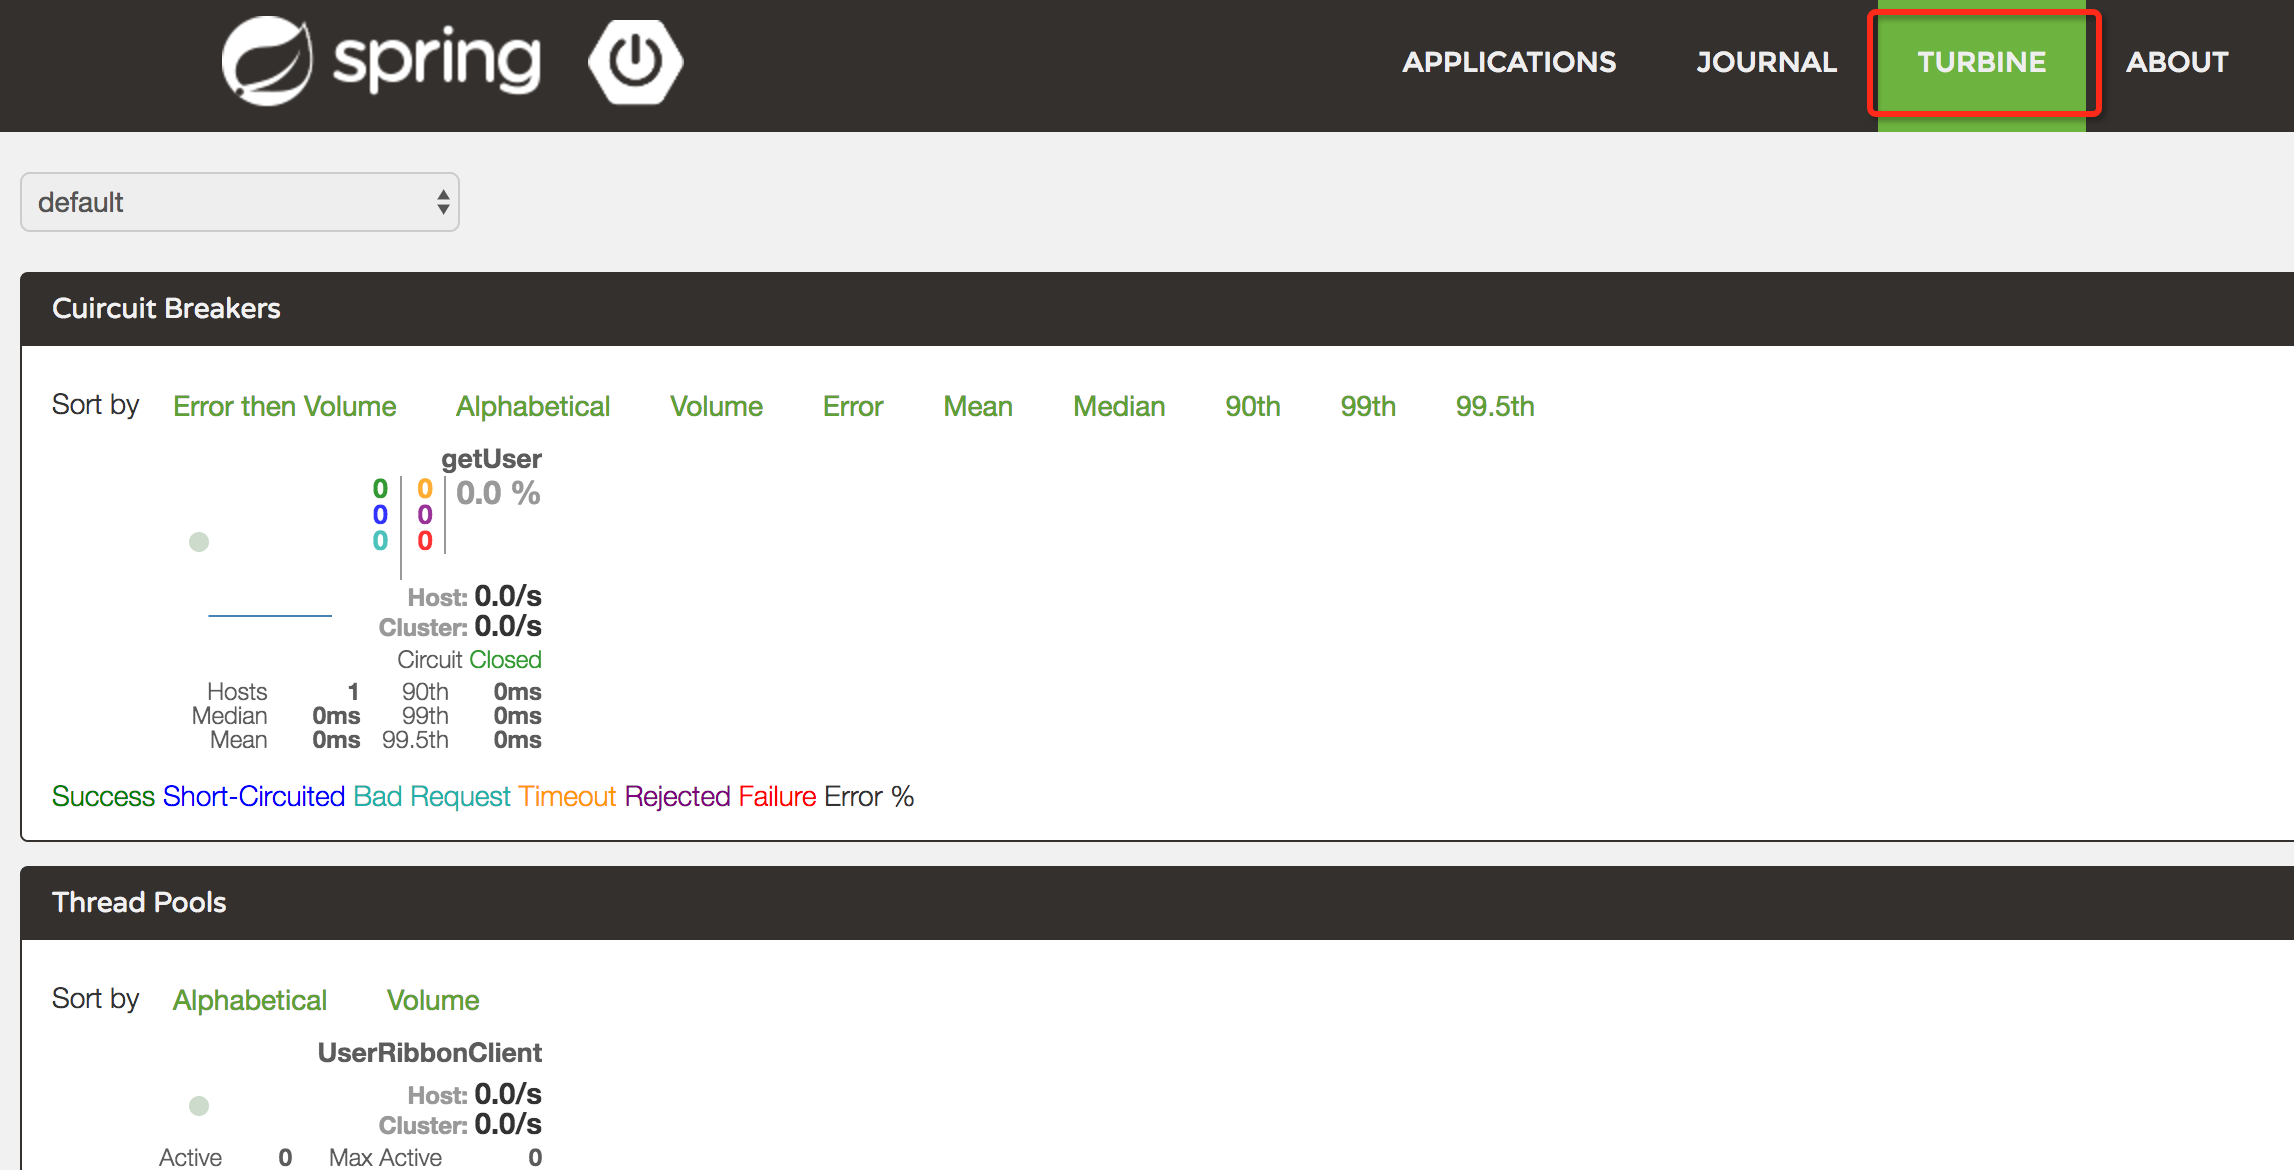 spring APPLICATIONS JOURNAL TURBINE ABOUT
default
Cuircuit Breakers
Sort by Error then Volume Alphabetical Volume Error Mean Median 90th 99th 99.5th
getUser
0 0 0.0 %
0 0
0 0
Host: 0.0/s
Cluster: 0.0/s
Circuit Closed
Hosts 1 90th 0ms
Median 0ms 99th 0ms
Mean 0ms 99.5th 0ms
Success Short-Circuited Bad Request Timeout Rejected Failure Error %
Thread Pools
Sort by Alphabetical Volume
UserRibbonClient
Host: 0.0/s
Cluster: 0.0/s
Active 0 Max Active 0